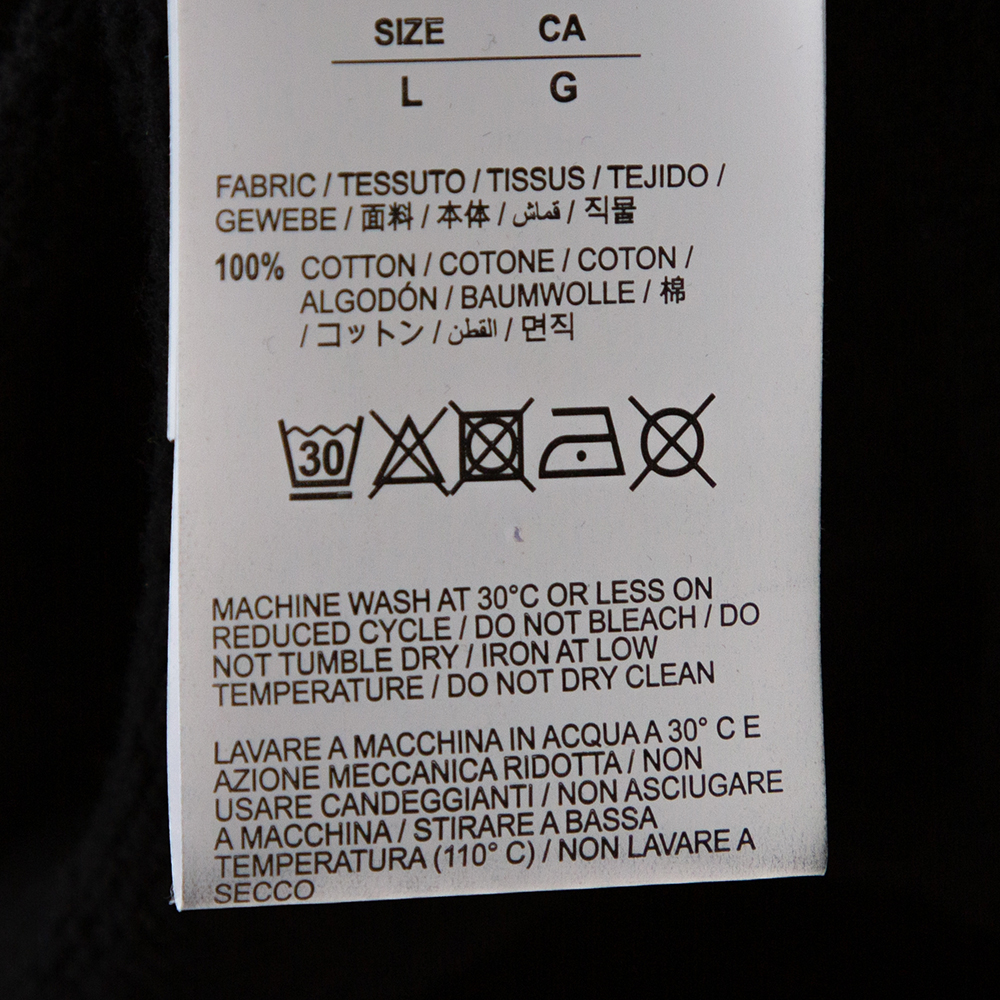 SIZE CA
L G
FABRIC / TESSUTO / TISSUS / TEJIDO /
GEWEBE / 面料 / 本体 / قماش / 직물
100% COTTON / COTONE / COTON /
ALGODÓN / BAUMWOLLE / 棉
/ コットン / القطن / 면직
30
MACHINE WASH AT 30°C OR LESS ON
REDUCED CYCLE / DO NOT BLEACH / DO
NOT TUMBLE DRY / IRON AT LOW
TEMPERATURE / DO NOT DRY CLEAN
LAVARE A MACCHINA IN ACQUA A 30° C E
AZIONE MECCANICA RIDOTTA / NON
USARE CANDEGGIANTI / NON ASCIUGARE
A MACCHINA / STIRARE A BASSA
TEMPERATURA (110° C) / NON LAVARE A
SECCO